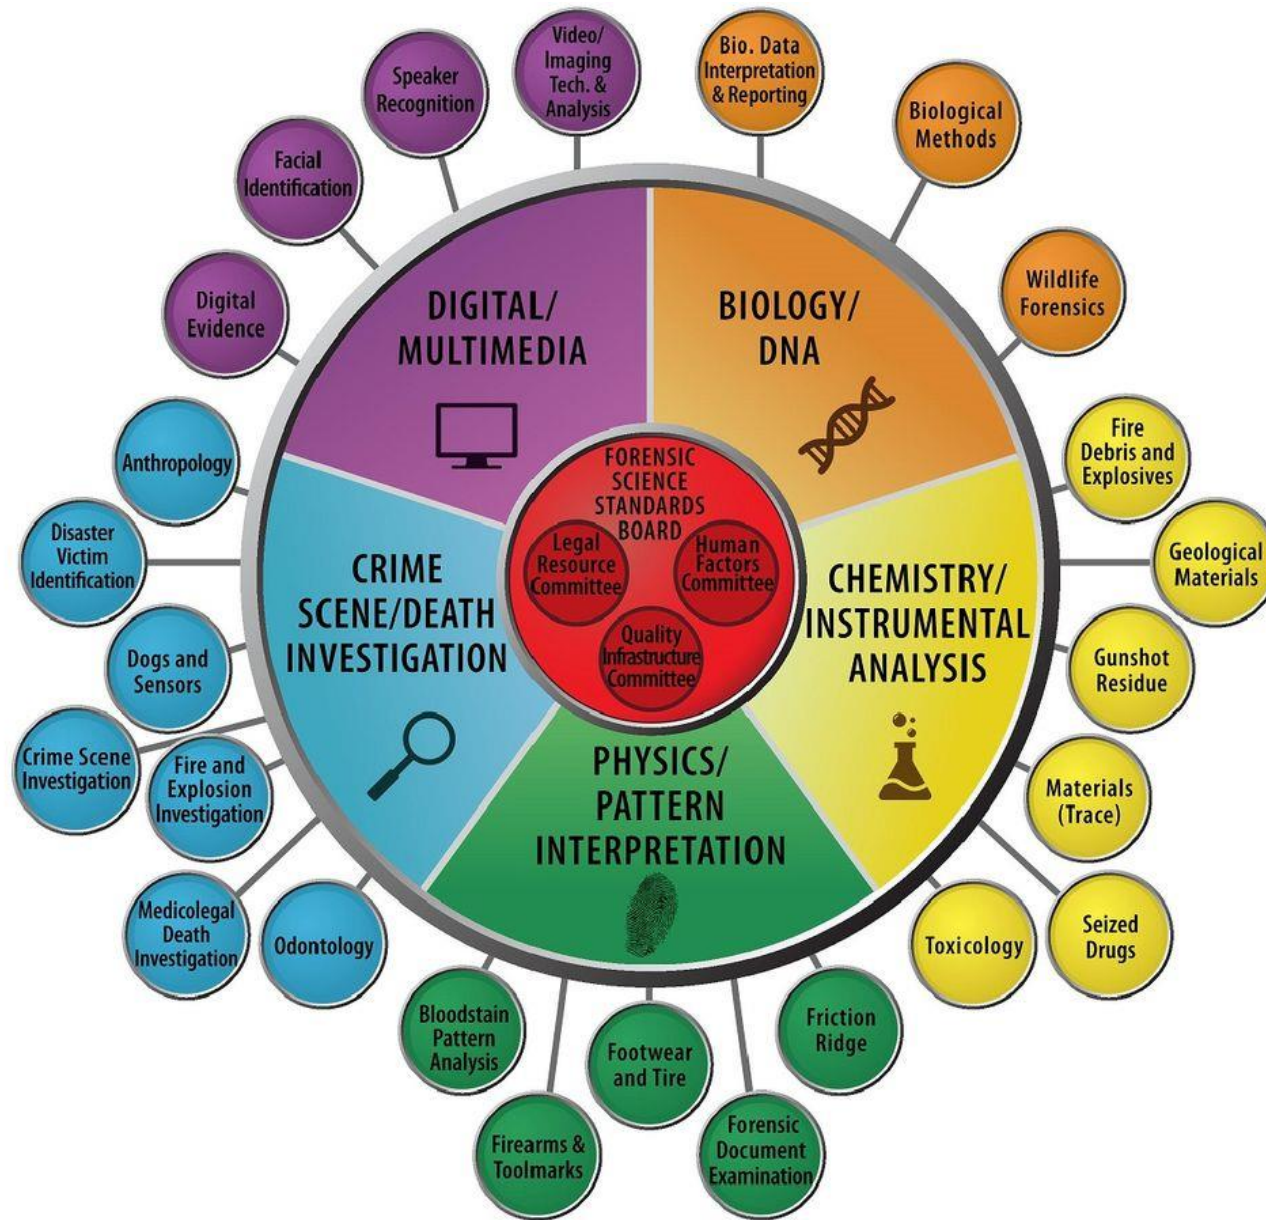 Video/
Imaging
Tech. &
Analysis
Bio. Data
Interpretation
& Reporting
Speaker
Recognition
Biological
Methods
Facial
Identification
Wildlife
Forensics
Digital
Evidence
DIGITAL/
MULTIMEDIA
BIOLOGY/
DNA
Anthropology
Fire
Debris and
Explosives
FORENSIC
SCIENCE
STANDARDS
BOARD
Legal
Resource
Committee
Human
Factors
Committee
Quality
Infrastructure
Committee
Disaster
Victim
Identification
Geological
Materials
CRIME
SCENE/DEATH
INVESTIGATION
CHEMISTRY/
INSTRUMENTAL
ANALYSIS
Dogs and
Sensors
Gunshot
Residue
Crime Scene
Investigation
Fire and
Explosion
Investigation
PHYSICS/
PATTERN
INTERPRETATION
Materials
(Trace)
Medicolegal
Death
Investigation
Odontology
Toxicology
Seized
Drugs
Bloodstain
Pattern
Analysis
Footwear
and Tire
Friction
Ridge
Firearms &
Toolmarks
Forensic
Document
Examination